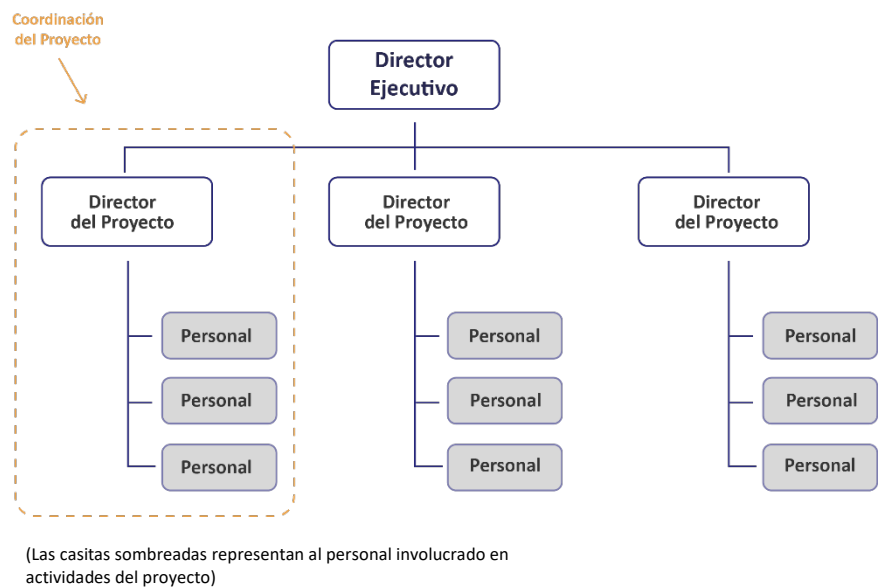 Coordinación
del Proyecto
Director
Ejecutivo
Director
del Proyecto
Director
del Proyecto
Director
del Proyecto
Personal
Personal
Personal
Personal
Personal
Personal
Personal
Personal
Personal
(Las casitas sombreadas representan al personal involucrado en
actividades del proyecto)